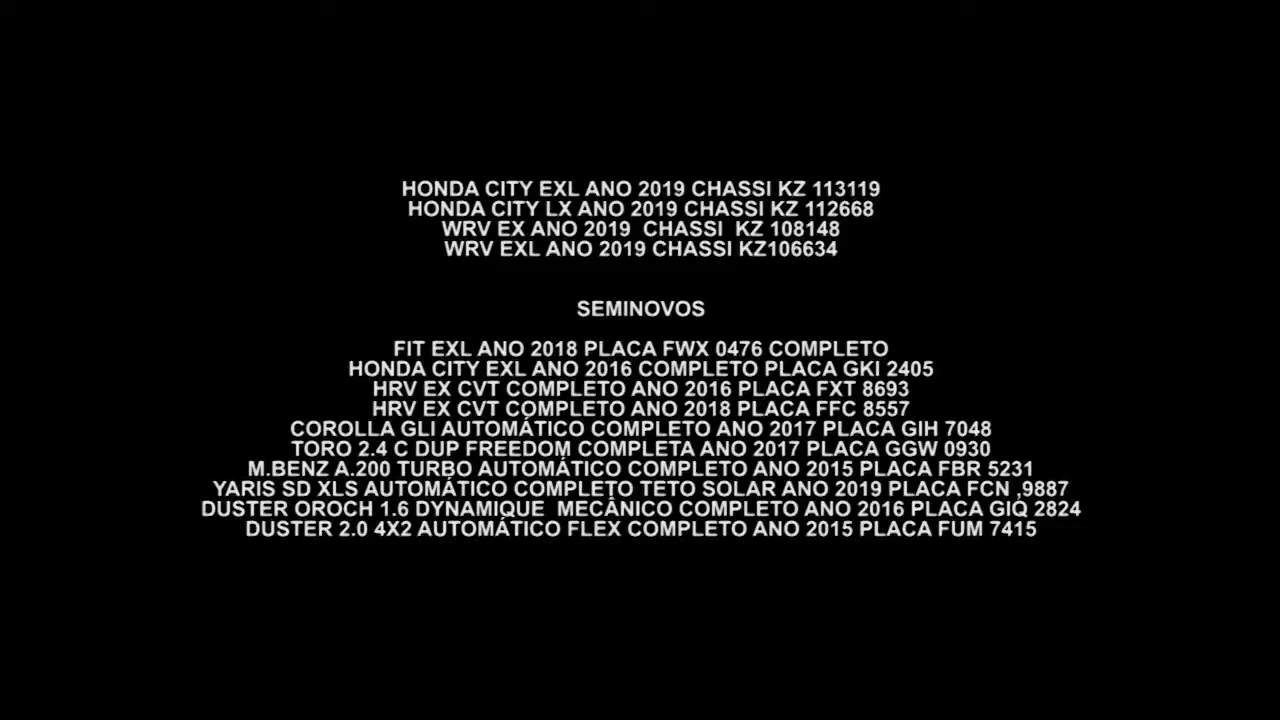 HONDA CITY EXL ANO 2019 CHASSI KZ 113119
HONDA CITY LX ANO 2019 CHASSI KZ 112668
WRV EX ANO 2019  CHASSI  KZ 108148
WRV EXL ANO 2019 CHASSI KZ106634
SEMINOVOS
FIT EXL ANO 2018 PLACA FWX 0476 COMPLETO
HONDA CITY EXL ANO 2016 COMPLETO PLACA GKI 2405
HRV EX CVT COMPLETO ANO 2016 PLACA FXT 8693
HRV EX CVT COMPLETO ANO 2018 PLACA FFC 8557
COROLLA GLI AUTOMÁTICO COMPLETO ANO 2017 PLACA GIH 7048
TORO 2.4 C DUP FREEDOM COMPLETA ANO 2017 PLACA GGW 0930
M.BENZ A.200 TURBO AUTOMÁTICO COMPLETO ANO 2015 PLACA FBR 5231
YARIS SD XLS AUTOMÁTICO COMPLETO TETO SOLAR ANO 2019 PLACA FCN ,9887
DUSTER OROCH 1.6 DYNAMIQUE  MECÂNICO COMPLETO ANO 2016 PLACA GIQ 2824
DUSTER 2.0 4X2 AUTOMÁTICO FLEX COMPLETO ANO 2015 PLACA FUM 7415